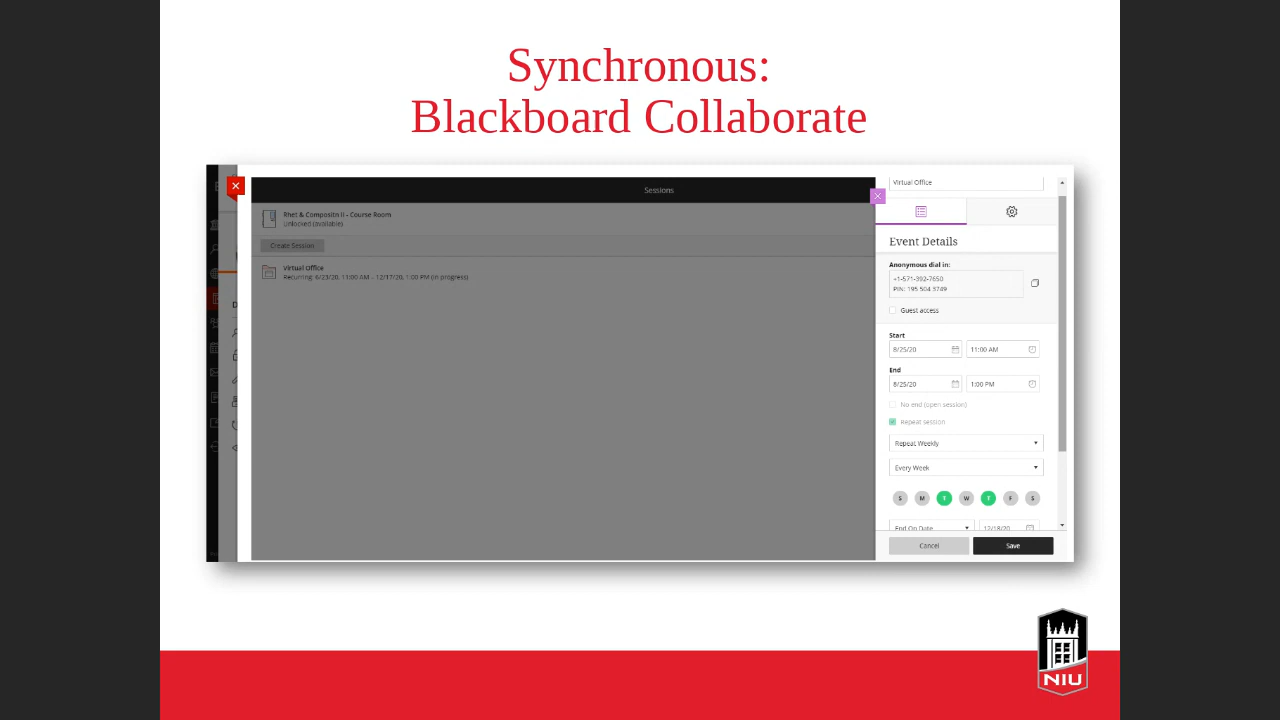 Synchronous:
Blackboard Collaborate
Sessions
Rhet & Compositn II - Course Room
Unlocked (available)
Create Session
Virtual Office
Recurring: 6/23/20, 11:00 AM – 12/17/20, 1:00 PM (in progress)
Virtual Office
Event Details
Anonymous dial in:
+1-571-392-7650
PIN: 195 504 3749
Guest access
Start
8/25/20 11:00 AM
End
8/25/20 1:00 PM
No end (open session)
Repeat session
Repeat Weekly
Every Week
S M T W T F S
End On Date: 12/18/20
Cancel Save
NIU